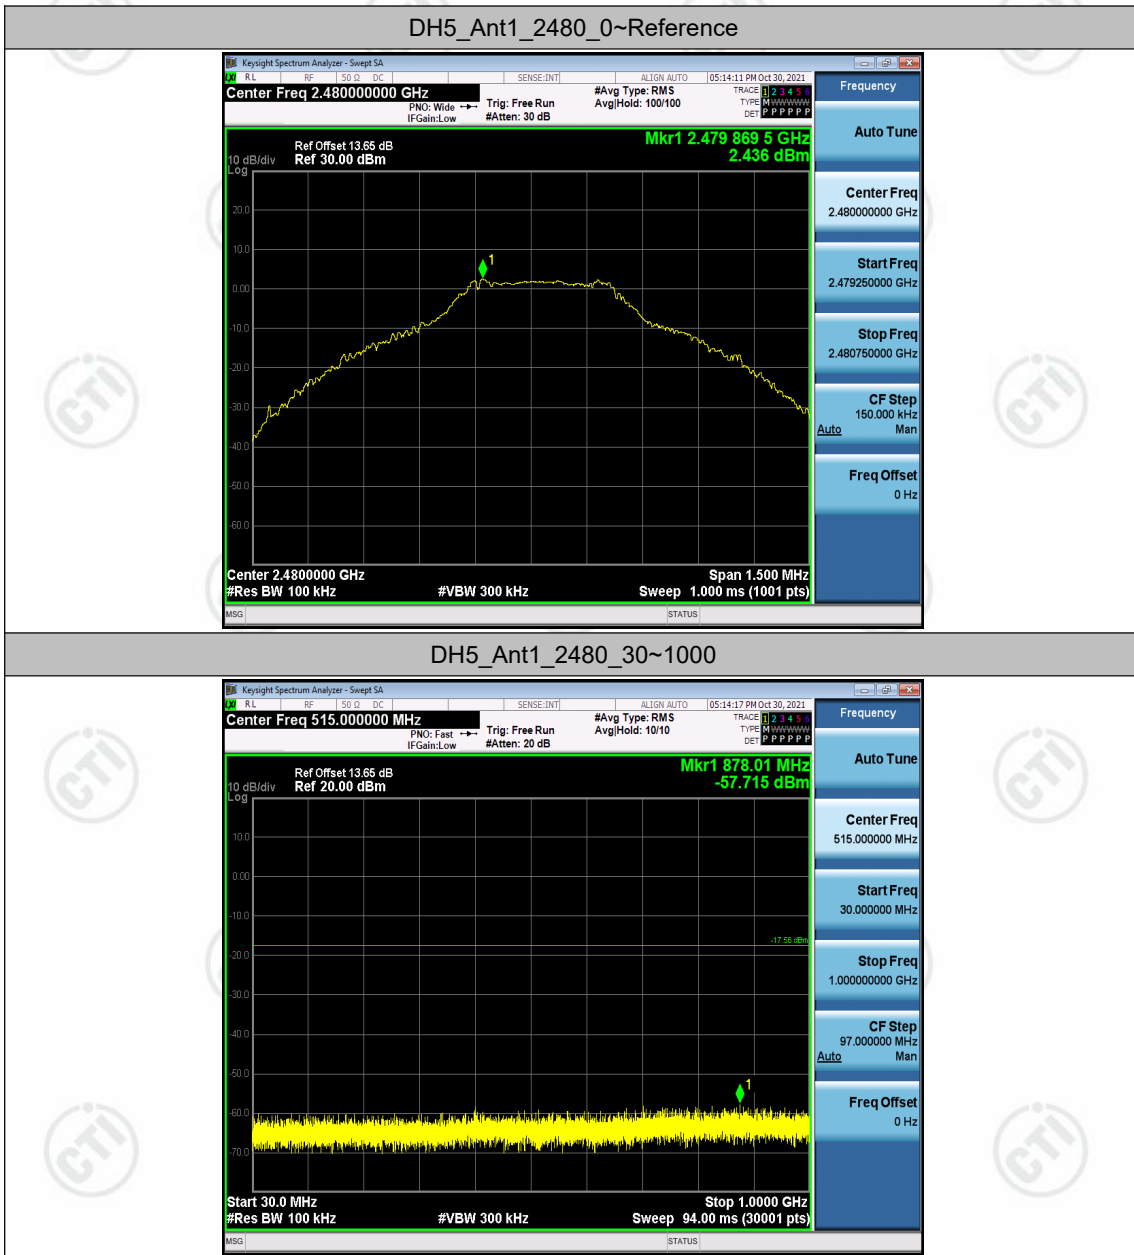 DH5_Ant1_2480_0~Reference
Keysight Spectrum Analyzer - Swept SA
LXI RL RF 50 Ω DC SENSE:INT ALIGN AUTO 05:14:11 PM Oct 30, 2021
Center Freq 2.480000000 GHz
PNO: Wide
IFGain:Low
Trig: Free Run
#Atten: 30 dB
#Avg Type: RMS
Avg|Hold: 100/100
TRACE 1 2 3 4 5 6
TYPE M WWWWW
DET P P P P P P
Mkr1 2.479 869 5 GHz
2.436 dBm
Ref Offset 13.65 dB
10 dB/div Ref 30.00 dBm
Log
20.0
10.0
0.00
-10.0
-20.0
-30.0
-40.0
-50.0
-60.0
1
Center 2.4800000 GHz Span 1.500 MHz
#Res BW 100 kHz #VBW 300 kHz Sweep 1.000 ms (1001 pts)
MSG STATUS
Frequency
Auto Tune
Center Freq
2.480000000 GHz
Start Freq
2.479250000 GHz
Stop Freq
2.480750000 GHz
CF Step
150.000 kHz
Auto Man
Freq Offset
0 Hz
DH5_Ant1_2480_30~1000
Keysight Spectrum Analyzer - Swept SA
LXI RL RF 50 Ω DC SENSE:INT ALIGN AUTO 05:14:17 PM Oct 30, 2021
Center Freq 515.000000 MHz
PNO: Fast
IFGain:Low
Trig: Free Run
#Atten: 20 dB
#Avg Type: RMS
Avg|Hold: 10/10
TRACE 1 2 3 4 5 6
TYPE M WWWWW
DET P P P P P P
Mkr1 878.01 MHz
-57.715 dBm
Ref Offset 13.65 dB
10 dB/div Ref 20.00 dBm
Log
10.0
0.00
-10.0
-20.0
-30.0
-40.0
-50.0
-60.0
-70.0
-17.56 dBm
1
Start 30.0 MHz Stop 1.0000 GHz
#Res BW 100 kHz #VBW 300 kHz Sweep 94.00 ms (30001 pts)
MSG STATUS
Frequency
Auto Tune
Center Freq
515.000000 MHz
Start Freq
30.000000 MHz
Stop Freq
1.000000000 GHz
CF Step
97.000000 MHz
Auto Man
Freq Offset
0 Hz
CTI
CTI
CTI
CTI
CTI
CTI